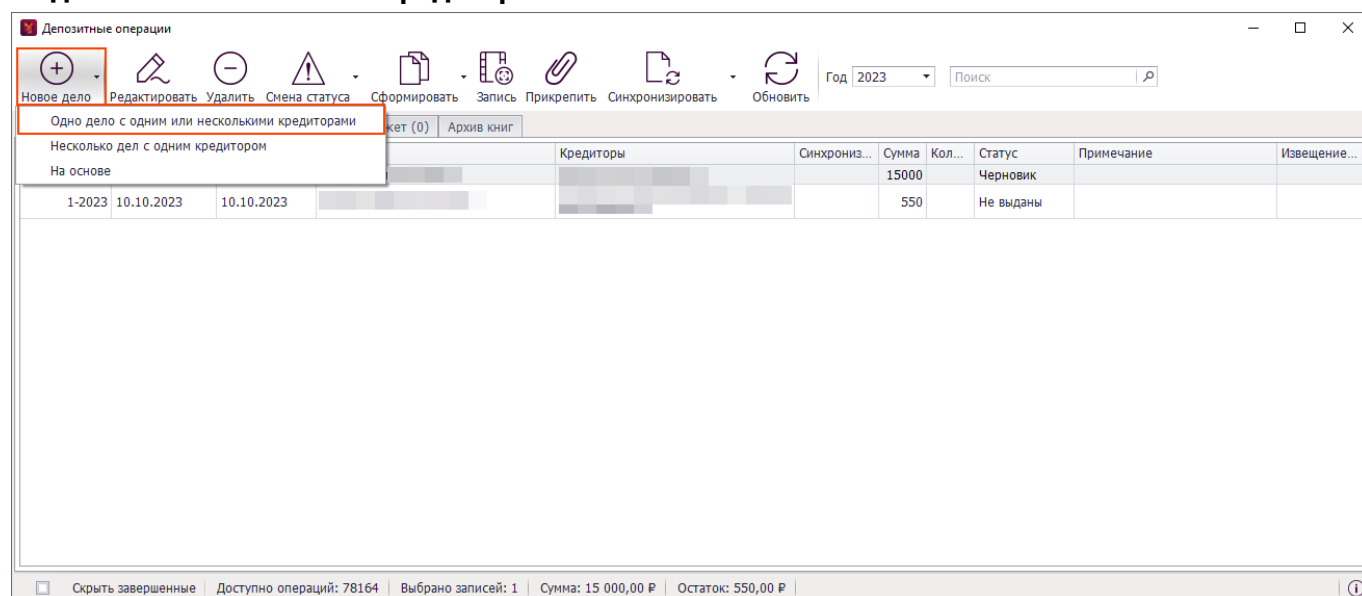 Депозитные операции
Новое дело Редактировать Удалить Смена статуса Сформировать Запись Прикрепить Синхронизировать Обновить Год 2023 Поиск
Одно дело с одним или несколькими кредиторами
Несколько дел с одним кредитором
На основе
кет (0) Архив книг
Кредиторы Синхрониз... Сумма Кол... Статус Примечание Извещение...
15000 Черновик
1-2023 10.10.2023 10.10.2023 550 Не выданы
Скрыть завершенные Доступно операций: 78164 Выбрано записей: 1 Сумма: 15 000,00 ₽ Остаток: 550,00 ₽